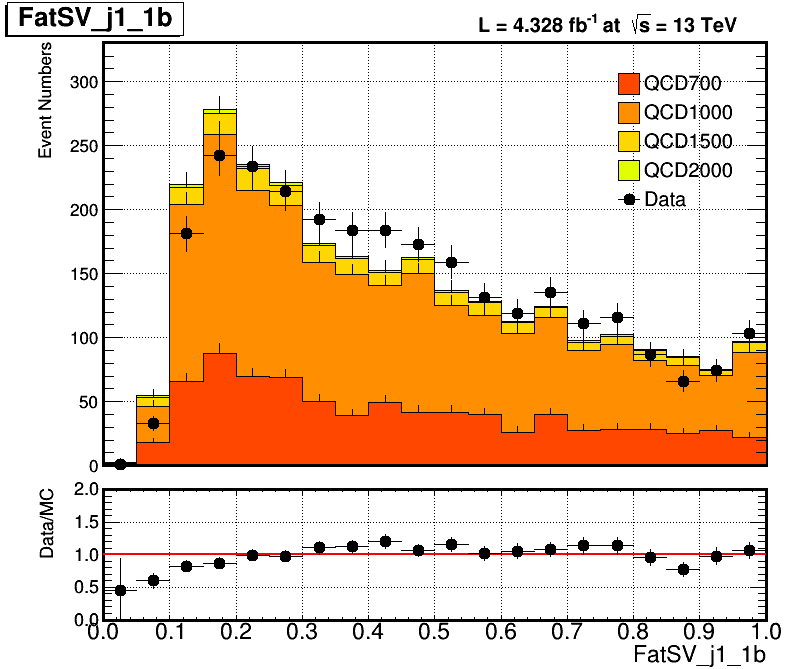 FatSV_j1_1b
L = 4.328 fb⁻¹ at √s = 13 TeV
Event Numbers
300
250
200
150
100
50
0
QCD700
QCD1000
QCD1500
QCD2000
Data
Data/MC
2.0
1.5
1.0
0.5
0.0
0.0 0.1 0.2 0.3 0.4 0.5 0.6 0.7 0.8 0.9 1.0
FatSV_j1_1b